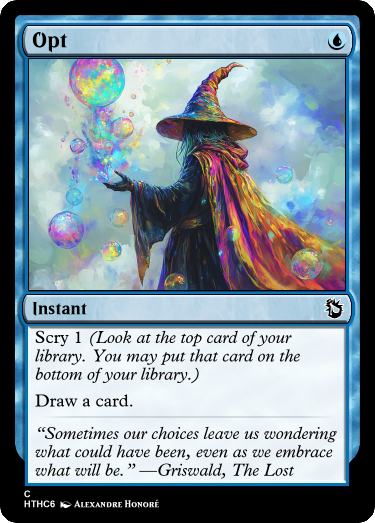 Opt
Instant
Scry 1 (Look at the top card of your
library. You may put that card on the
bottom of your library.)
Draw a card.
“Sometimes our choices leave us wondering
what could have been, even as we embrace
what will be.” —Griswald, The Lost
C
HTHC6 Alexandre Honoré